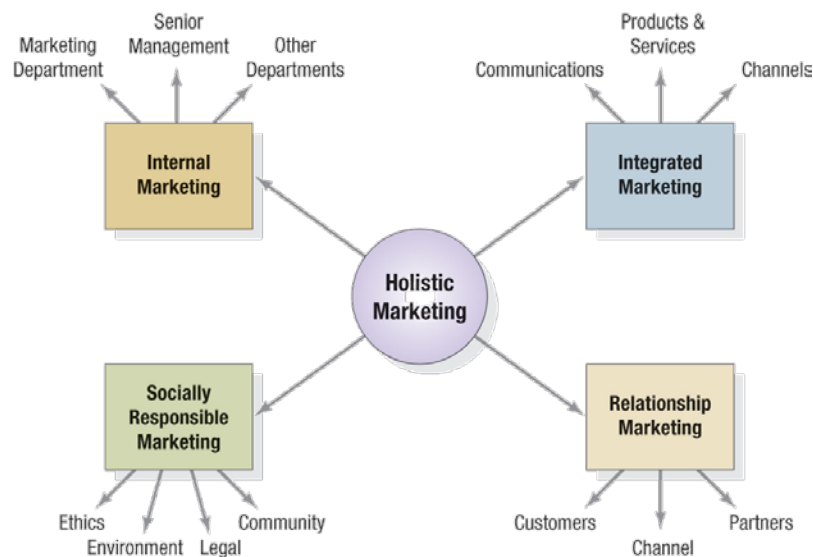 Senior
Management
Marketing
Department
Other
Departments
Products &
Services
Communications
Channels
Internal
Marketing
Integrated
Marketing
Holistic
Marketing
Socially
Responsible
Marketing
Relationship
Marketing
Ethics
Environment
Legal
Community
Customers
Channel
Partners